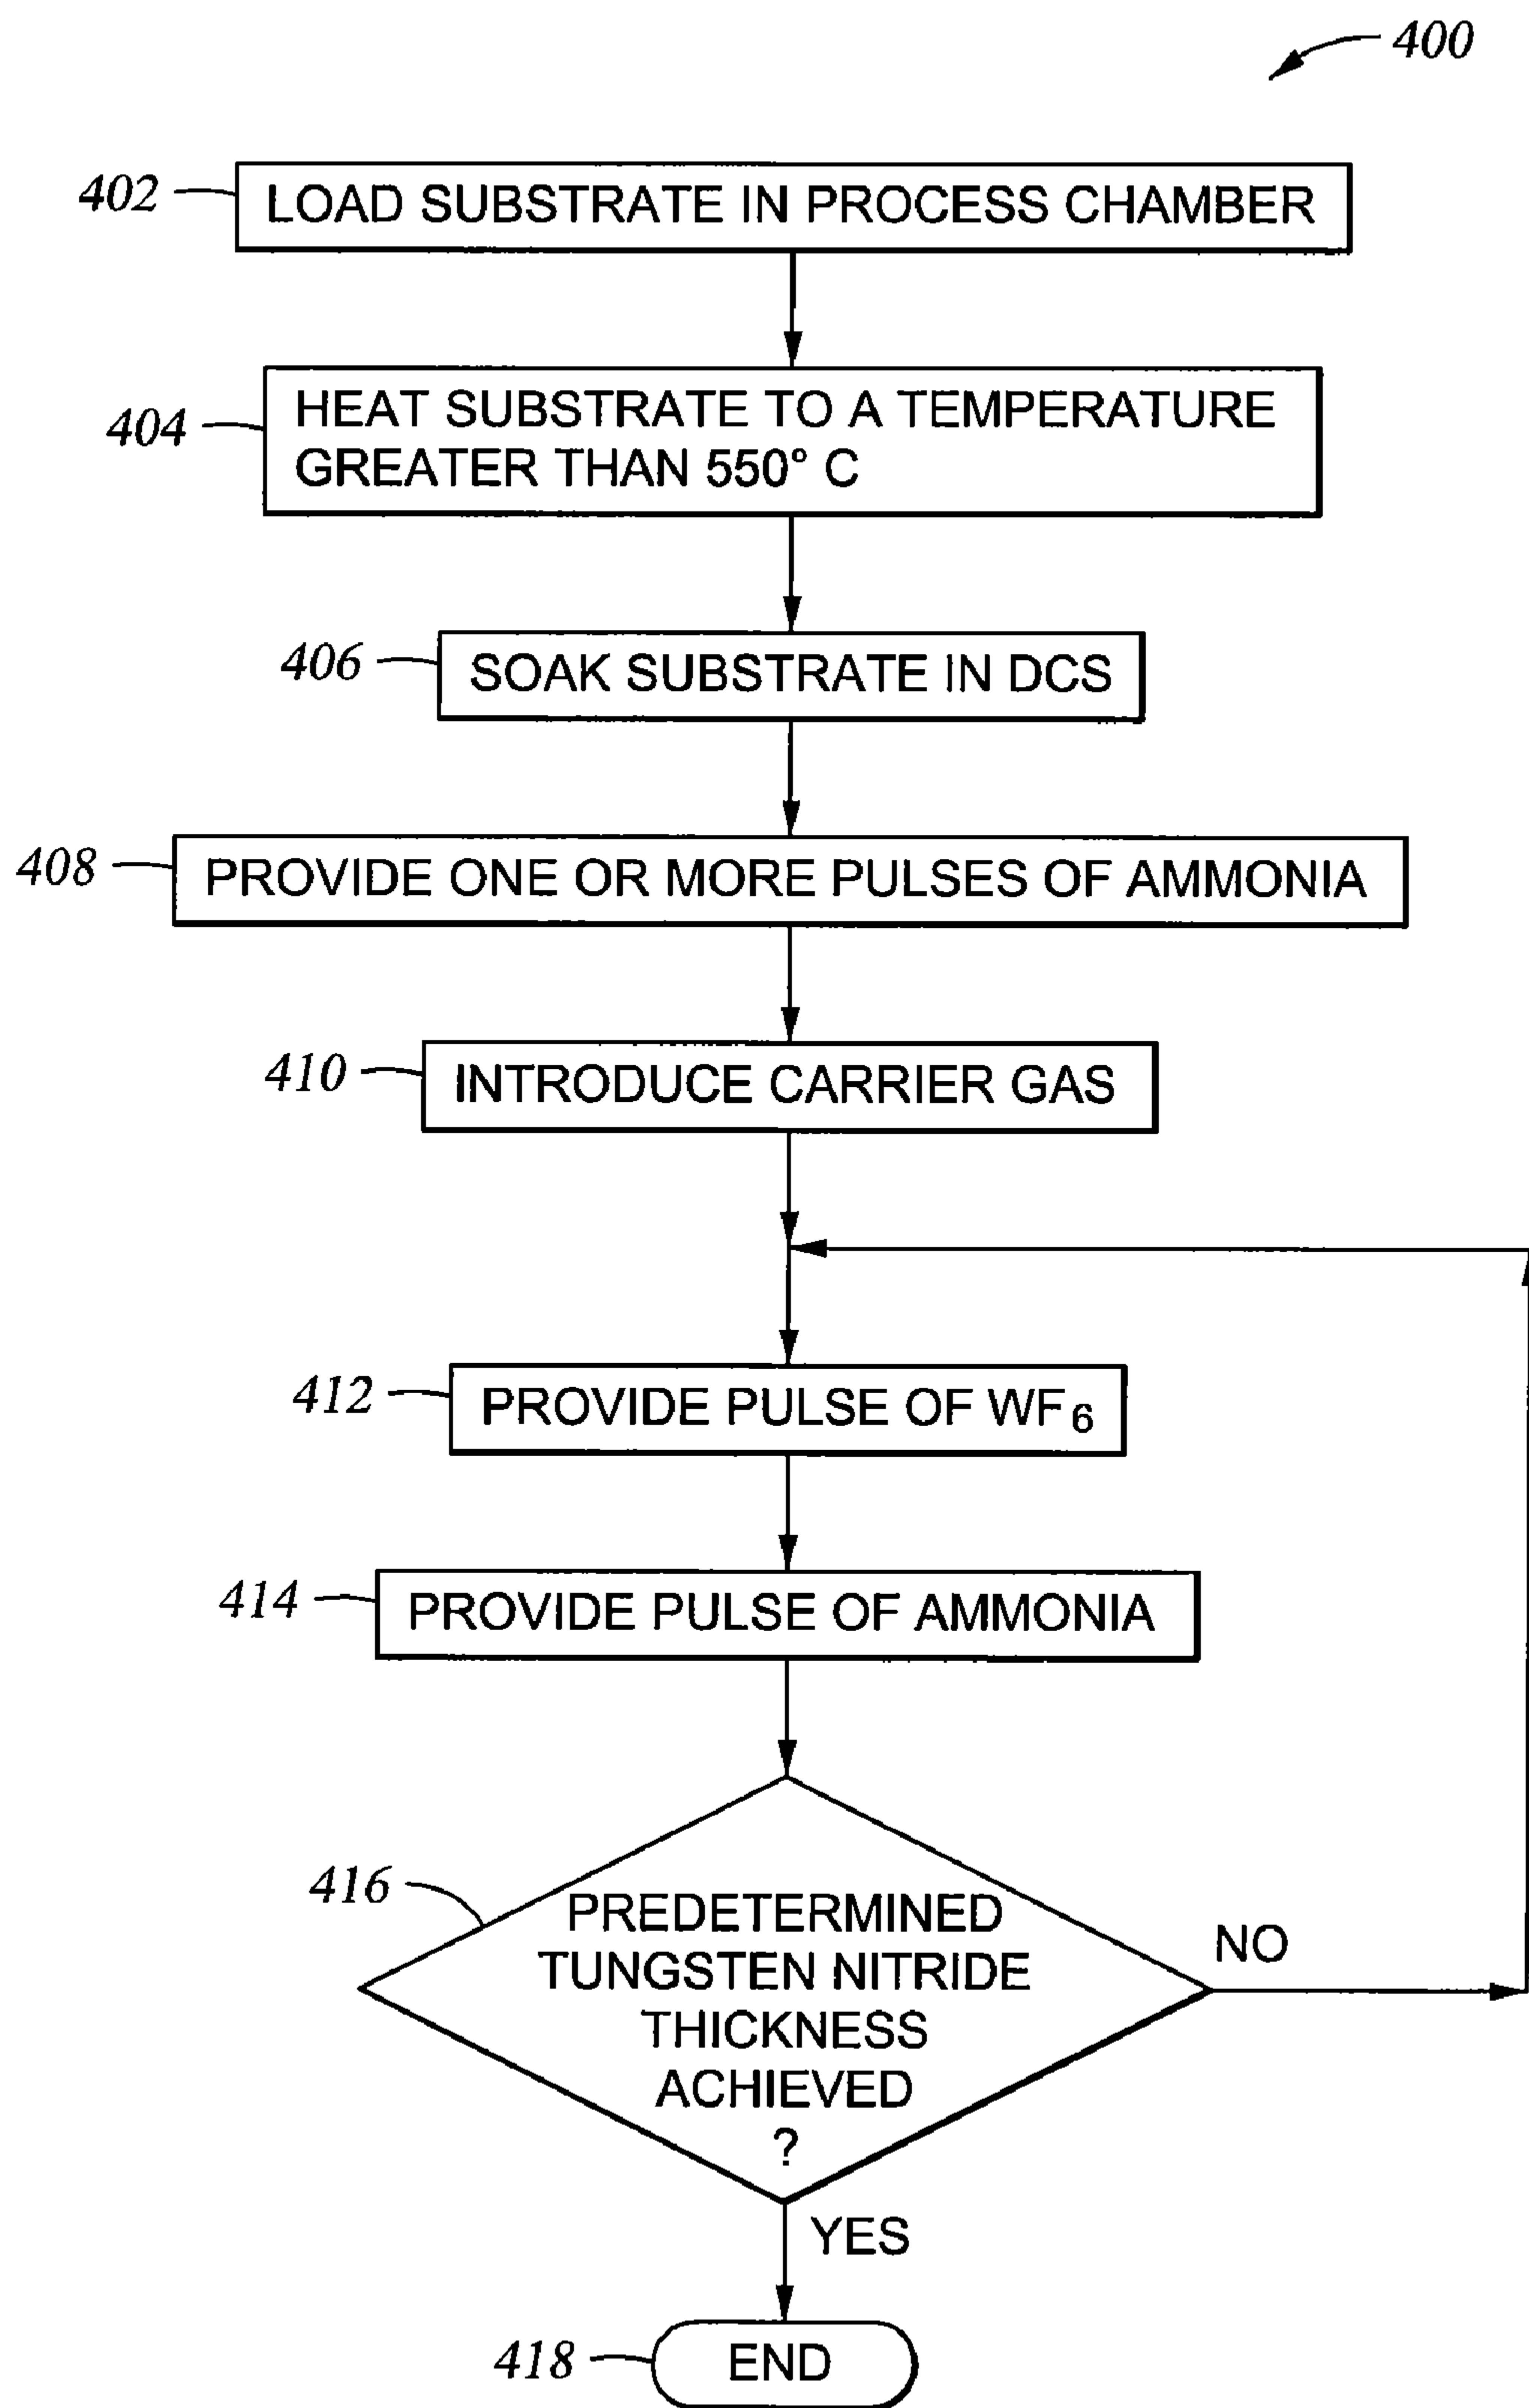 400
402
LOAD SUBSTRATE IN PROCESS CHAMBER
404
HEAT SUBSTRATE TO A TEMPERATURE
GREATER THAN 550° C
406
SOAK SUBSTRATE IN DCS
408
PROVIDE ONE OR MORE PULSES OF AMMONIA
410
INTRODUCE CARRIER GAS
412
PROVIDE PULSE OF WF6
414
PROVIDE PULSE OF AMMONIA
416
PREDETERMINED
TUNGSTEN NITRIDE
THICKNESS
ACHIEVED
?
NO
YES
418
END